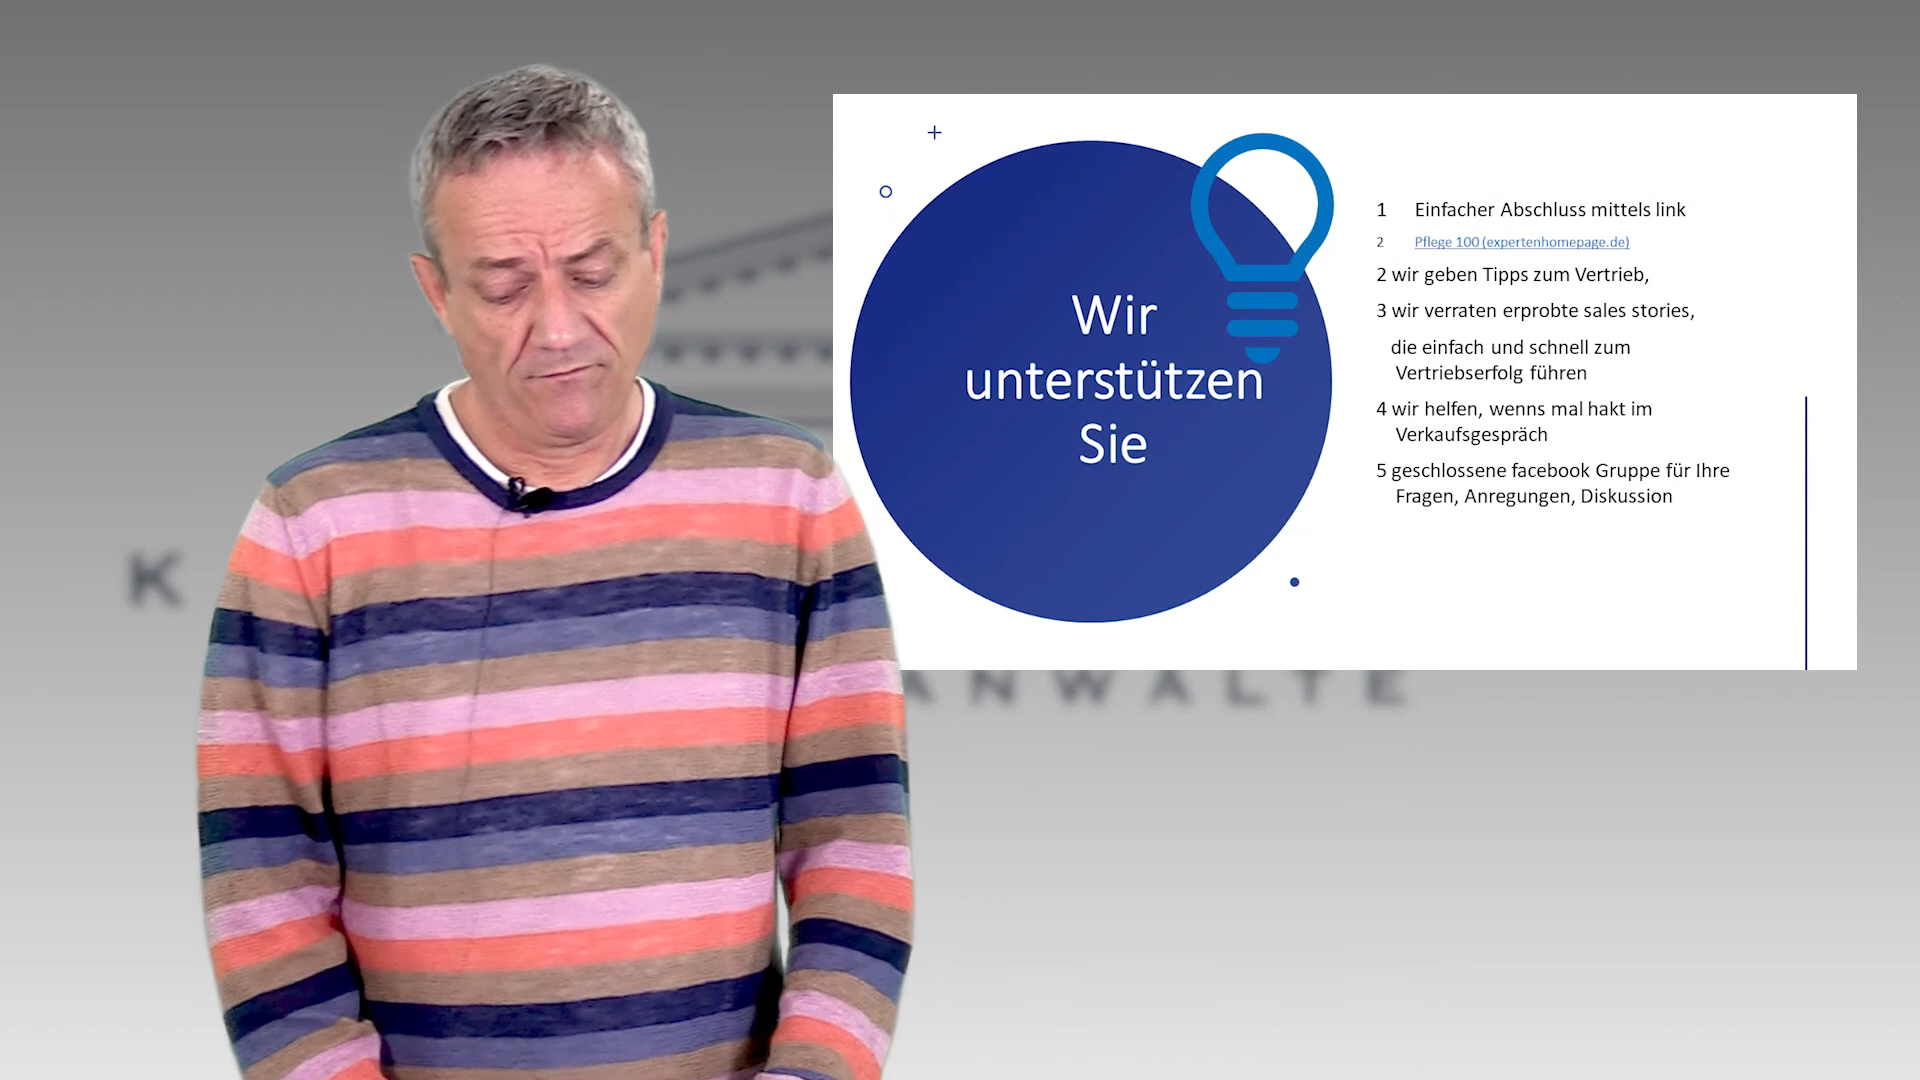 Wir
unterstützen
Sie
1 Einfacher Abschluss mittels link
2 Pflege 100 (expertenhomepage.de)
2 wir geben Tipps zum Vertrieb,
3 wir verraten erprobte sales stories,
die einfach und schnell zum
Vertriebserfolg führen
4 wir helfen, wenns mal hakt im
Verkaufsgespräch
5 geschlossene facebook Gruppe für Ihre
Fragen, Anregungen, Diskussion
K
ANWÄLTE